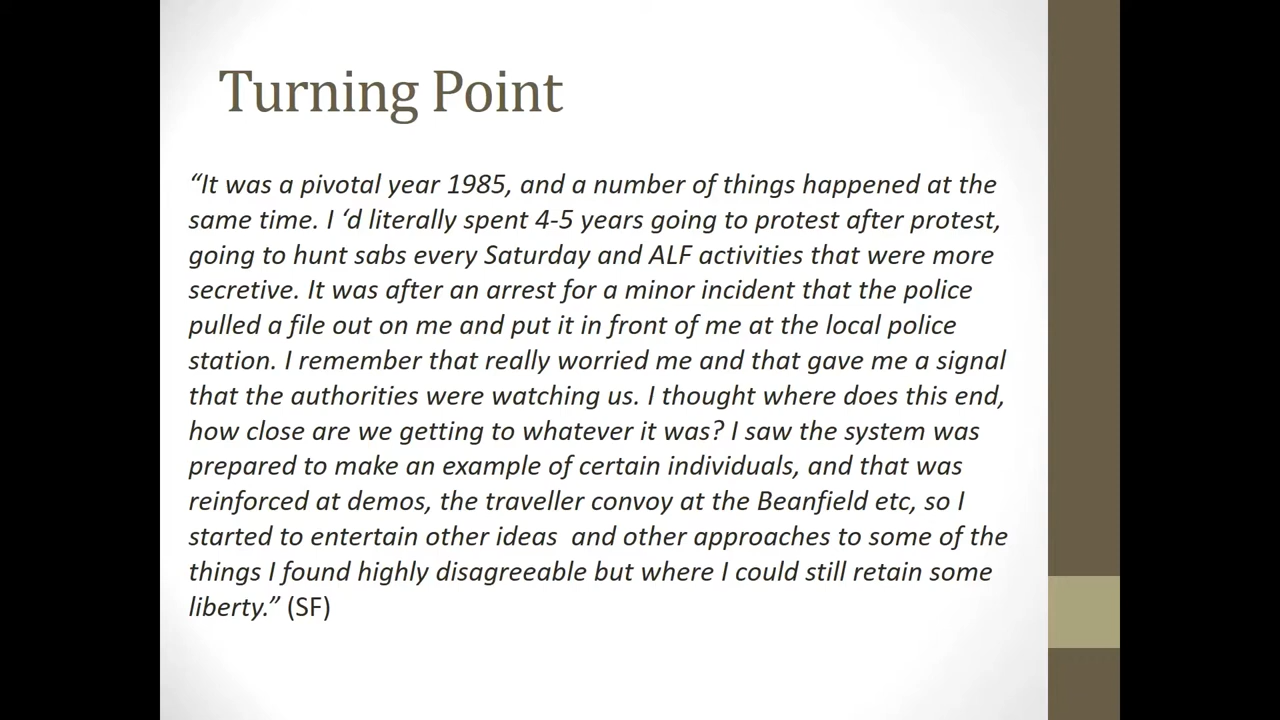 Turning Point
“It was a pivotal year 1985, and a number of things happened at the
same time. I ‘d literally spent 4-5 years going to protest after protest,
going to hunt sabs every Saturday and ALF activities that were more
secretive. It was after an arrest for a minor incident that the police
pulled a file out on me and put it in front of me at the local police
station. I remember that really worried me and that gave me a signal
that the authorities were watching us. I thought where does this end,
how close are we getting to whatever it was? I saw the system was
prepared to make an example of certain individuals, and that was
reinforced at demos, the traveller convoy at the Beanfield etc, so I
started to entertain other ideas  and other approaches to some of the
things I found highly disagreeable but where I could still retain some
liberty.” (SF)